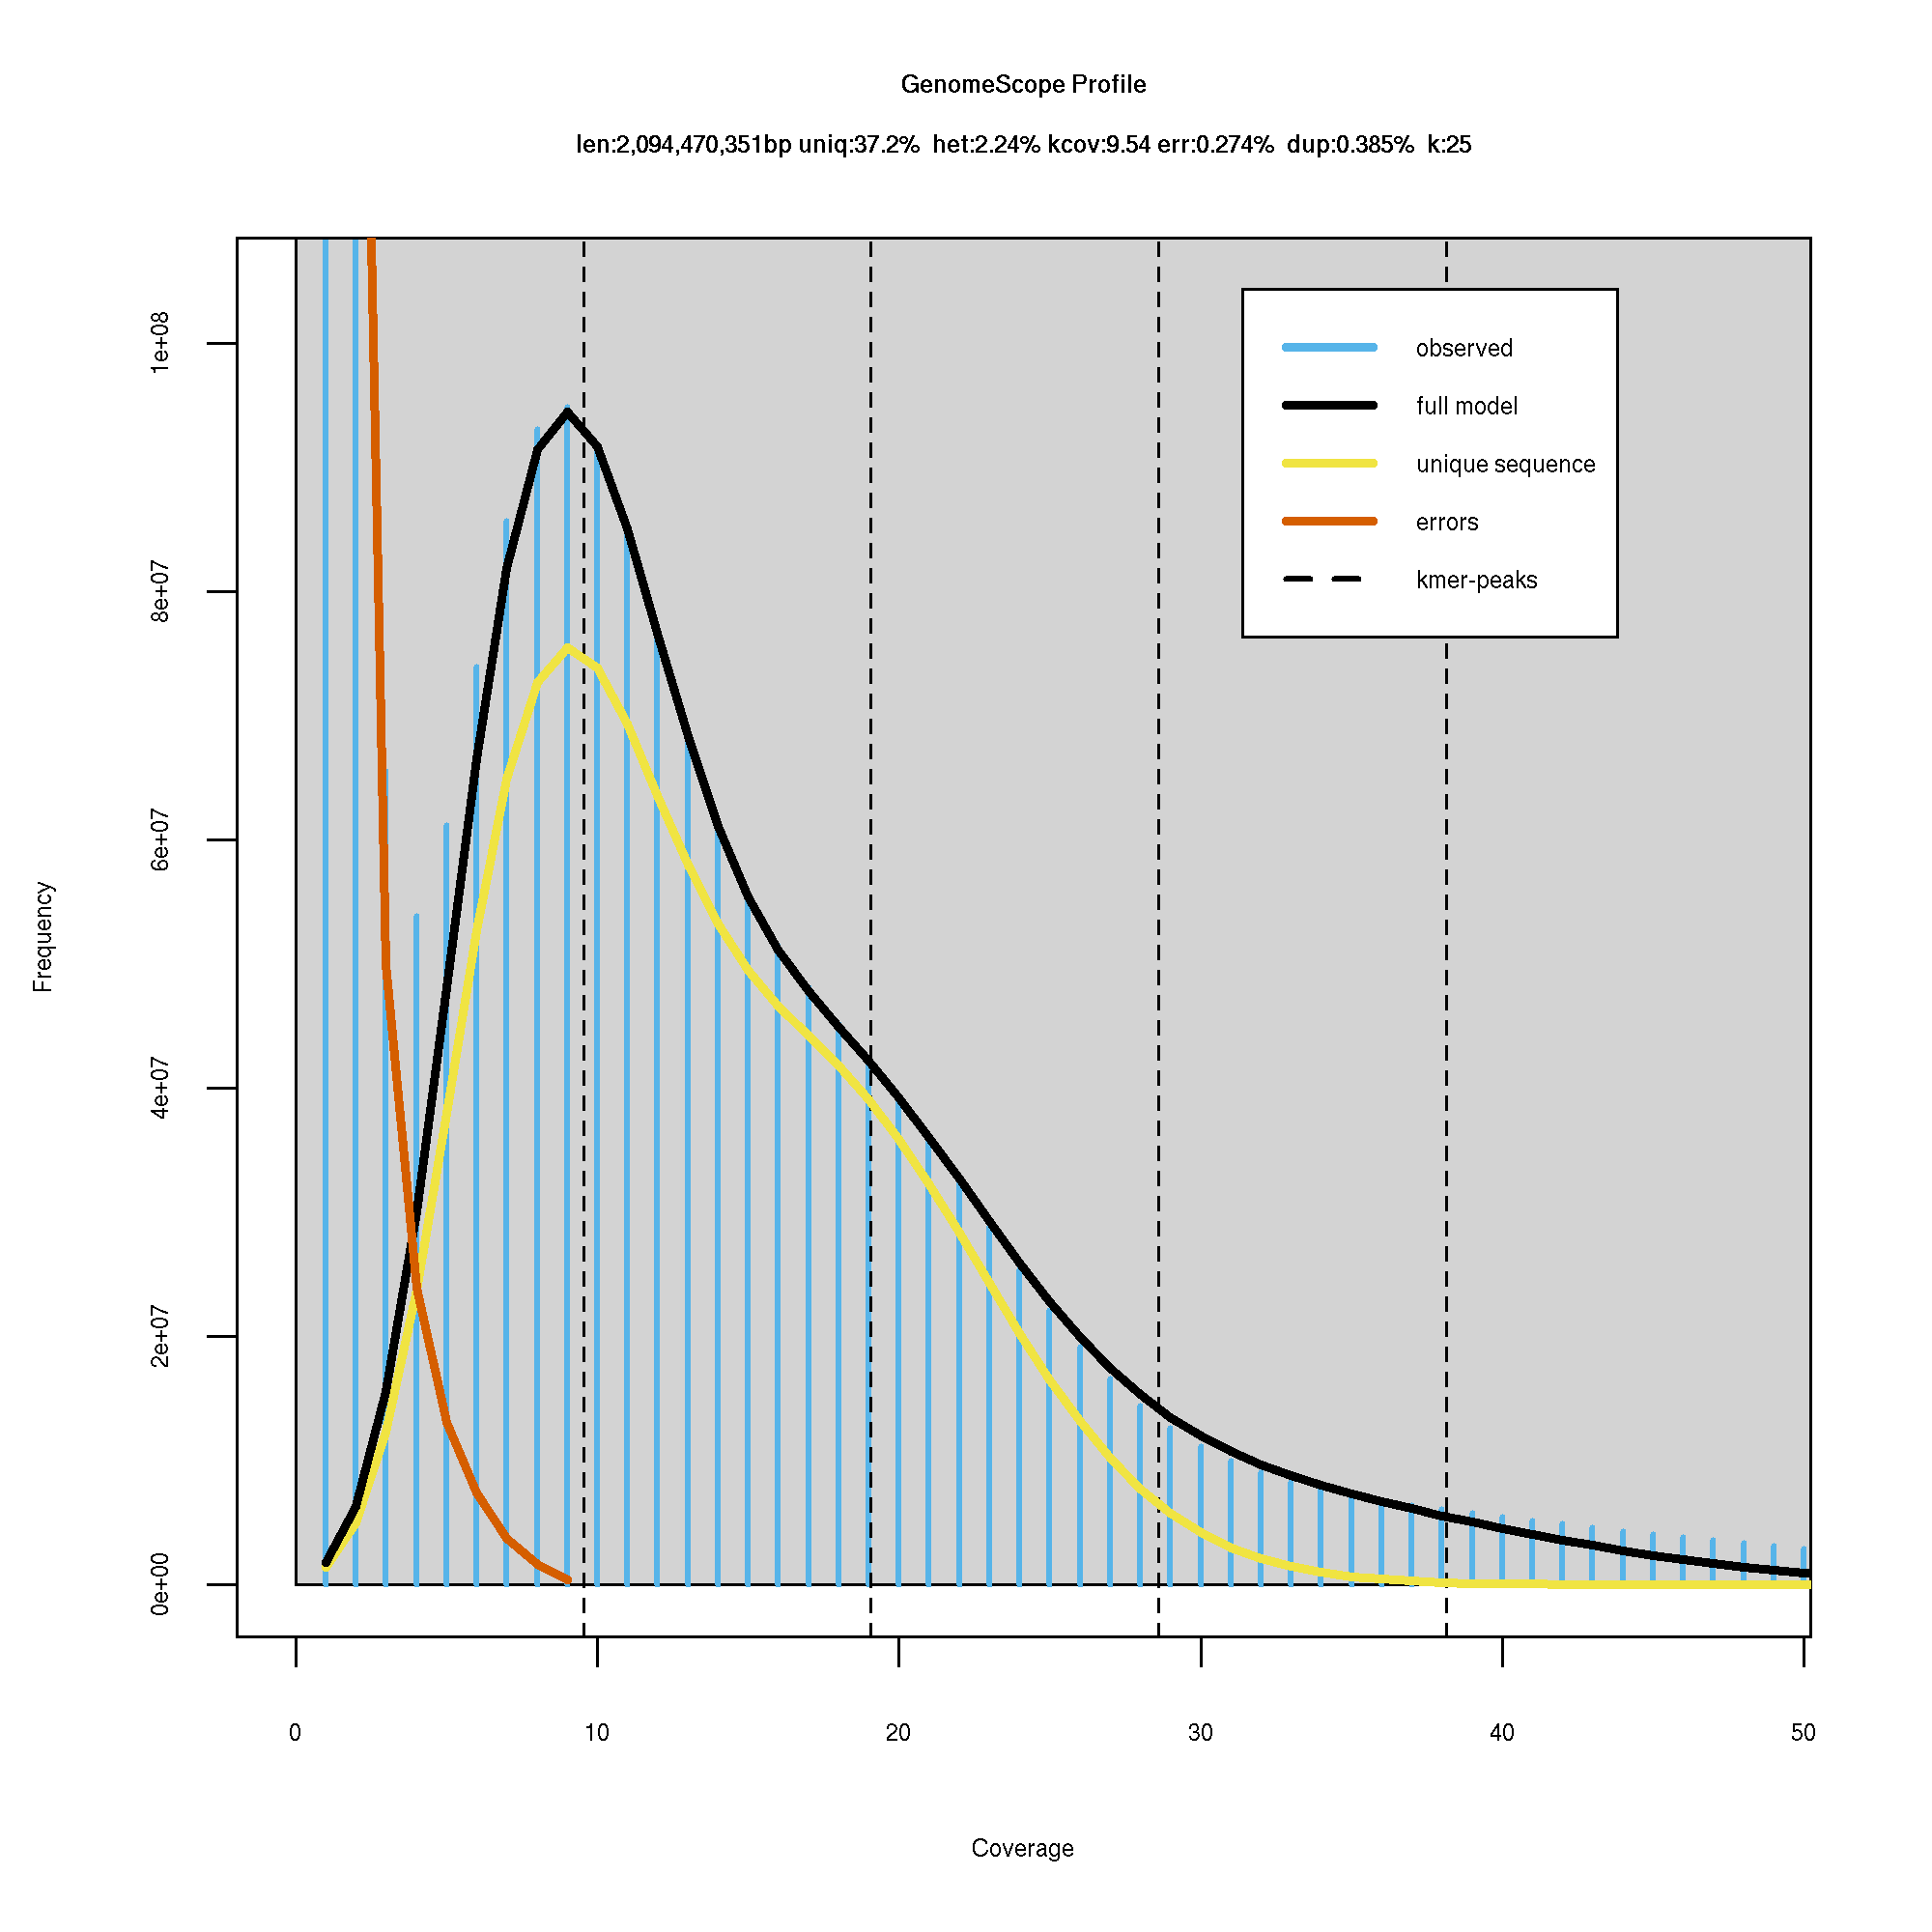 GenomeScope Profile
len:2,094,470,351bp uniq:37.2% het:2.24% kcov:9.54 err:0.274% dup:0.385% k:25
observed
full model
unique sequence
errors
kmer-peaks
Frequency
1e+08
8e+07
6e+07
4e+07
2e+07
0e+00
0 10 20 30 40 50
Coverage